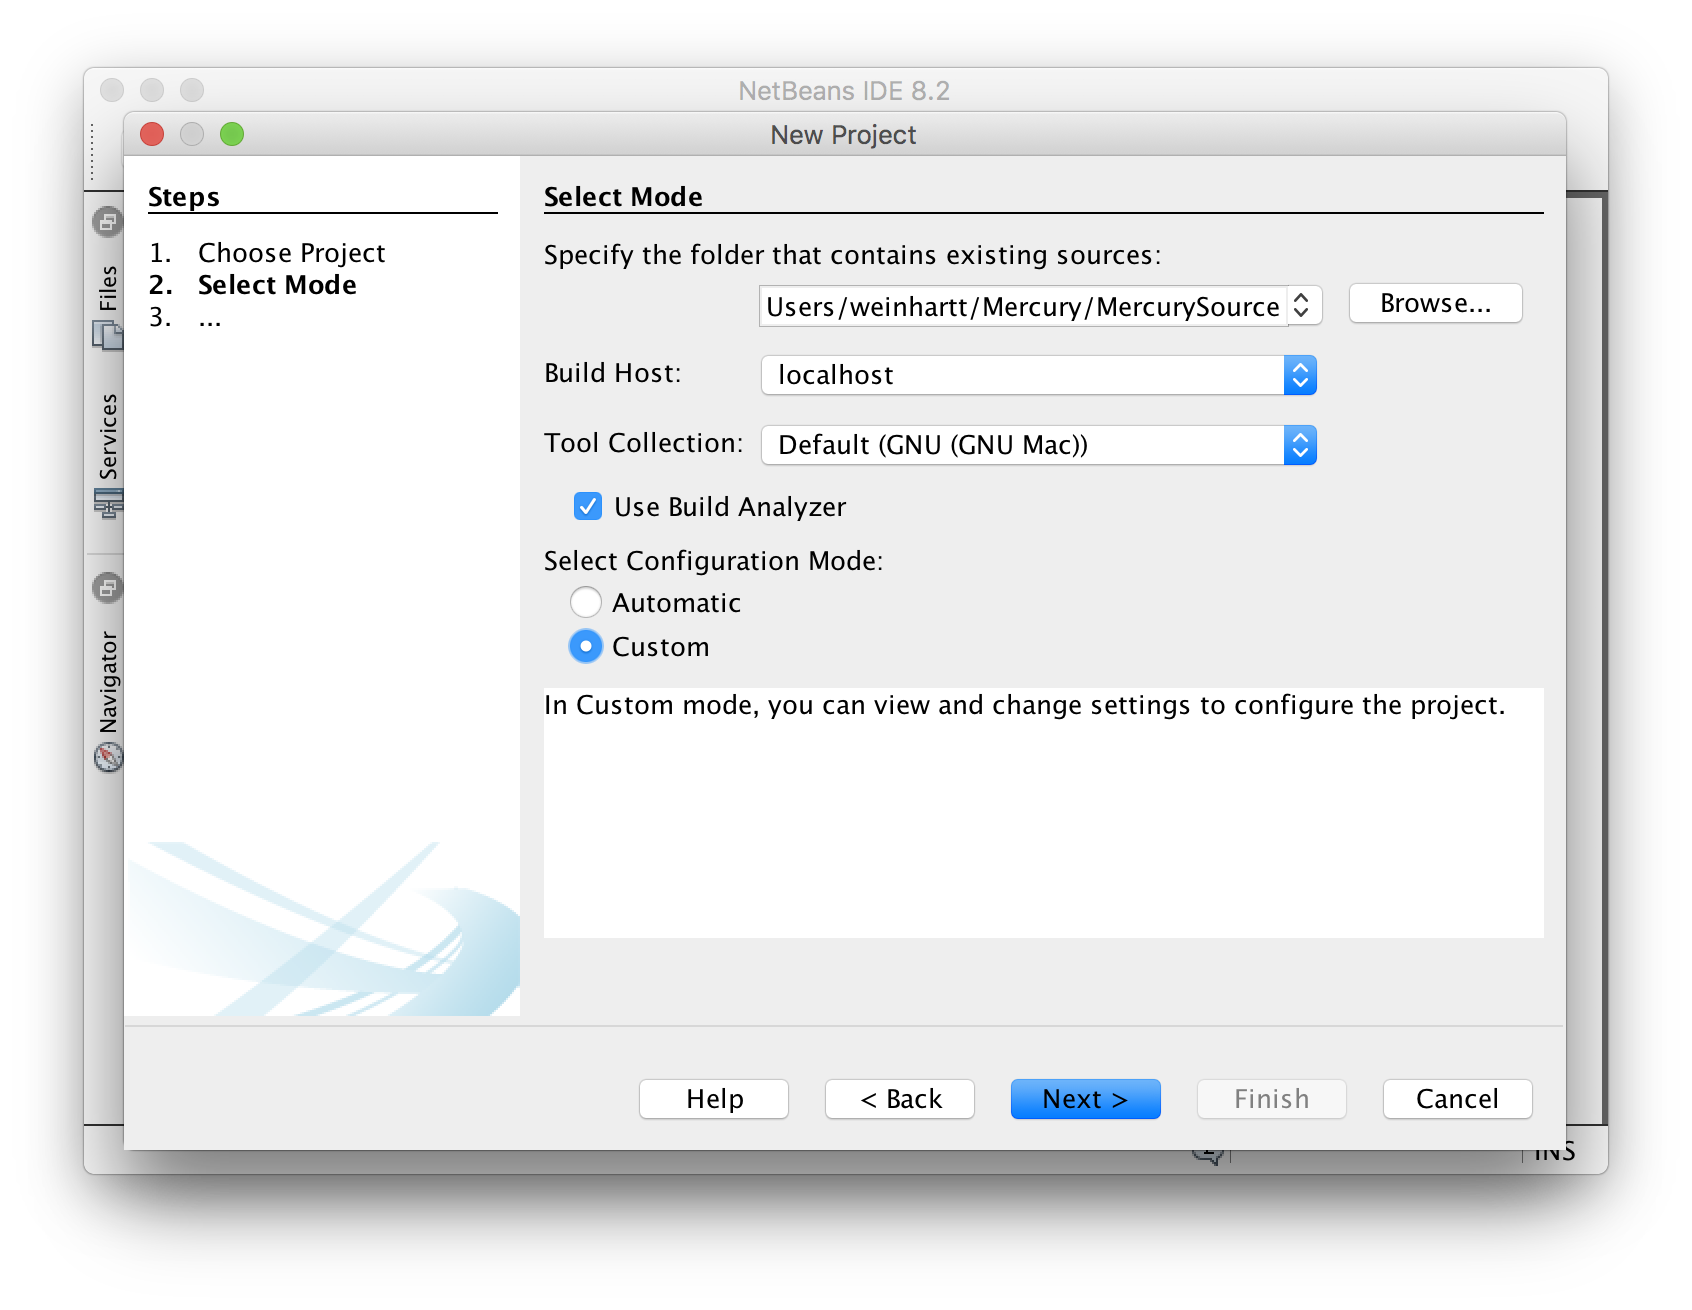 NetBeans IDE 8.2
New Project
Steps
1. Choose Project
2. Select Mode
3. ...
Select Mode
Specify the folder that contains existing sources:
Users/weinhartt/Mercury/MercurySource
Browse...
Build Host:
localhost
Tool Collection:
Default (GNU (GNU Mac))
Use Build Analyzer
Select Configuration Mode:
Automatic
Custom
In Custom mode, you can view and change settings to configure the project.
Files
Services
Navigator
Help
< Back
Next >
Finish
Cancel
INS